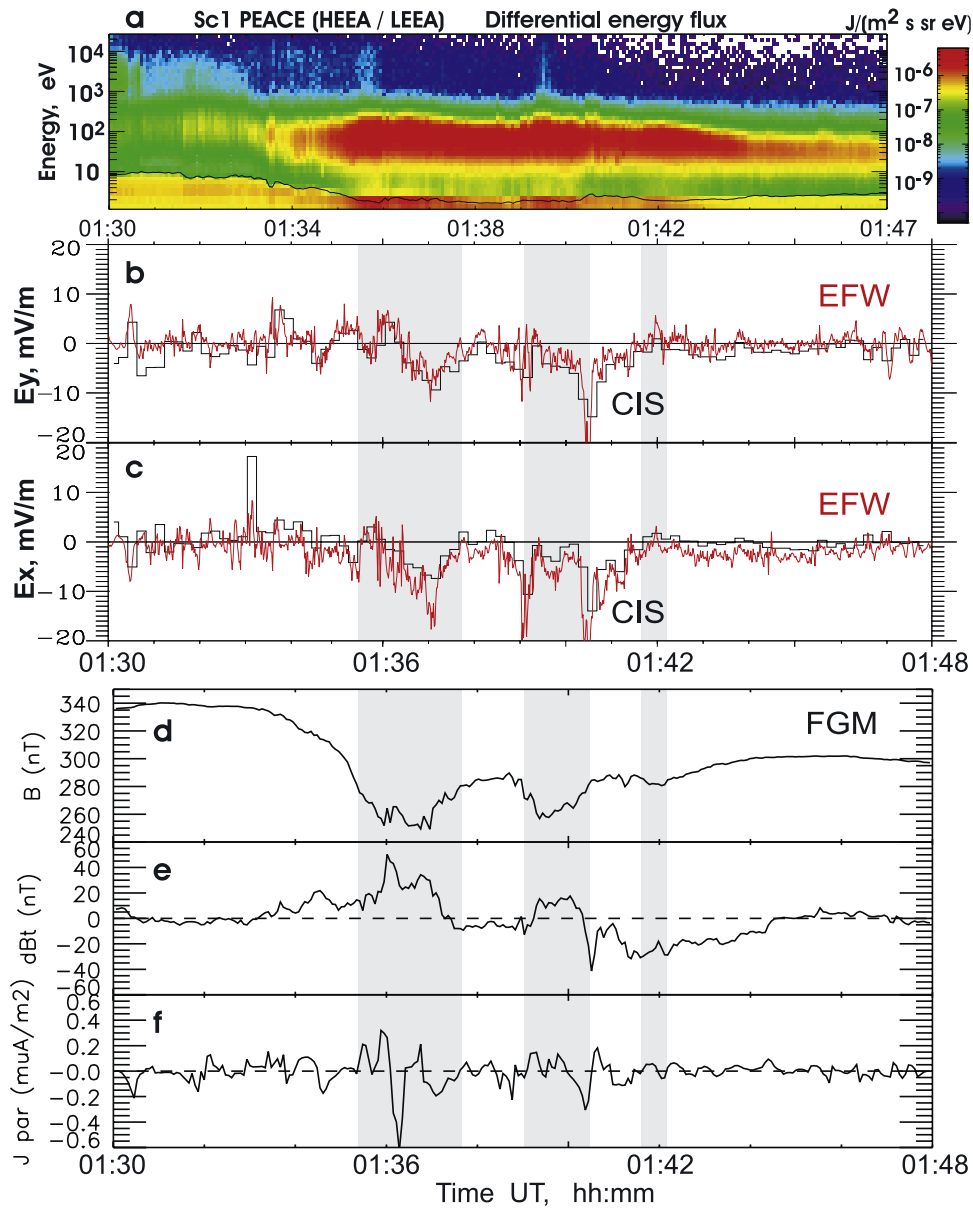 a Sc1 PEACE (HEEA / LEEA) Differential energy flux J/(m² s sr eV)
Energy, eV
10⁴
10³
10²
10
10⁻⁶
10⁻⁷
10⁻⁸
10⁻⁹
01:30 01:34 01:38 01:42 01:47
b
EFW
CIS
Ey, mV/m
20
10
0
−10
−20
c
EFW
CIS
Ex, mV/m
20
10
0
−10
−20
01:30 01:36 01:42 01:48
d
FGM
B (nT)
340
320
300
280
260
240
e
dBt (nT)
60
40
20
0
−20
−40
−60
f
J par (muA/m2)
0.6
0.4
0.2
−0.0
−0.2
−0.4
−0.6
01:30 01:36 01:42 01:48
Time UT, hh:mm